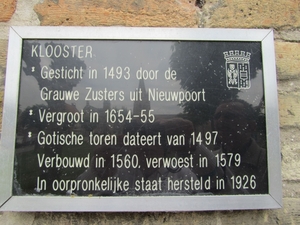 KLOOSTER
" Gesticht in 1493 door de
Grauwe Zusters uit Nieuwpoort
" Vergroot in 1654-55
" Gotische toren dateert van 1497
Verbouwd in 1560, verwoest in 1579
In oorpronkelijke staat hersteld in 1926